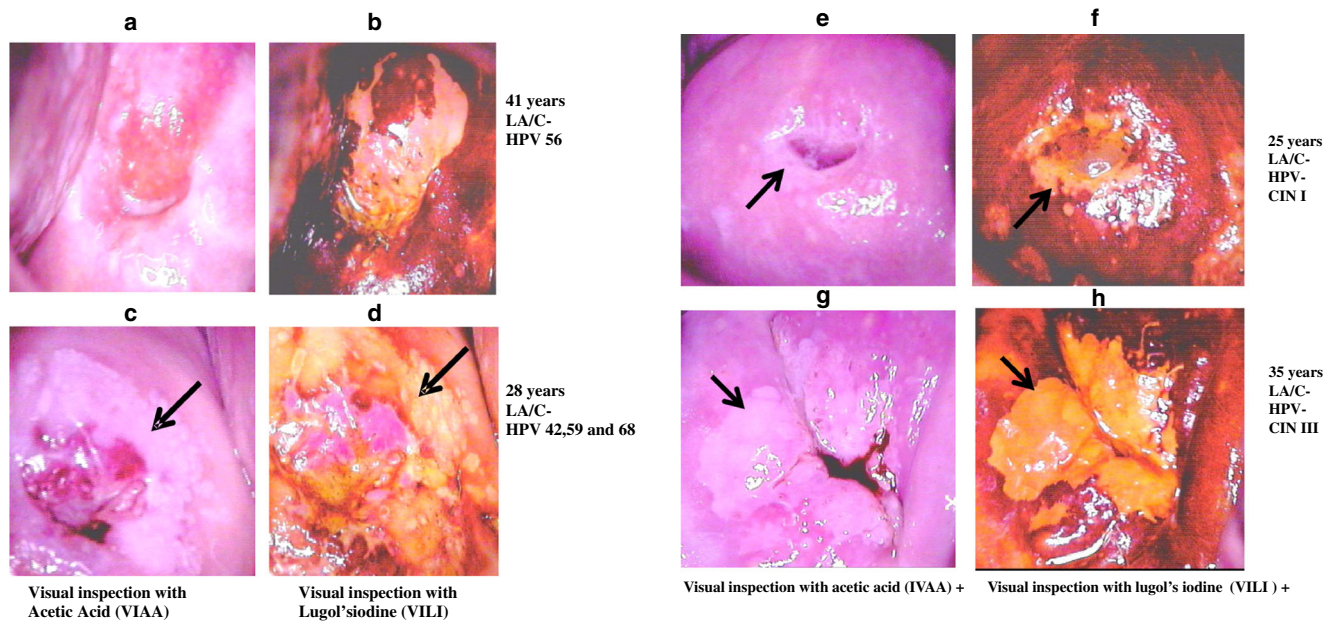 a
b
41 years
LA/C-
HPV 56
c
d
28 years
LA/C-
HPV 42,59 and 68
Visual inspection with
Acetic Acid (VIAA)
Visual inspection with
Lugol'siodine (VILI)
e
f
25 years
LA/C-
HPV-
CIN I
g
h
35 years
LA/C-
HPV-
CIN III
Visual inspection with acetic acid (IVAA) +
Visual inspection with lugol's iodine (VILI ) +